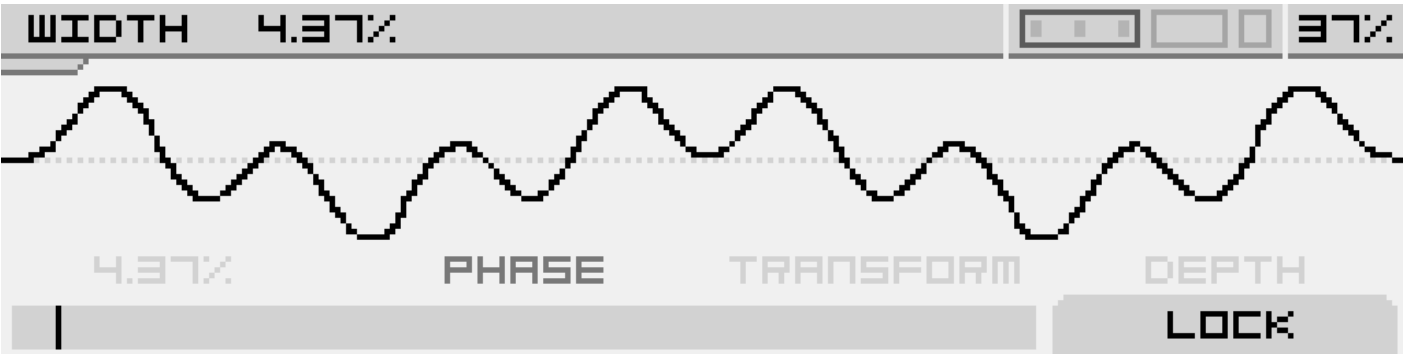 WIDTH 4.37% 37%
4.37% PHASE TRANSFORM DEPTH
LOCK